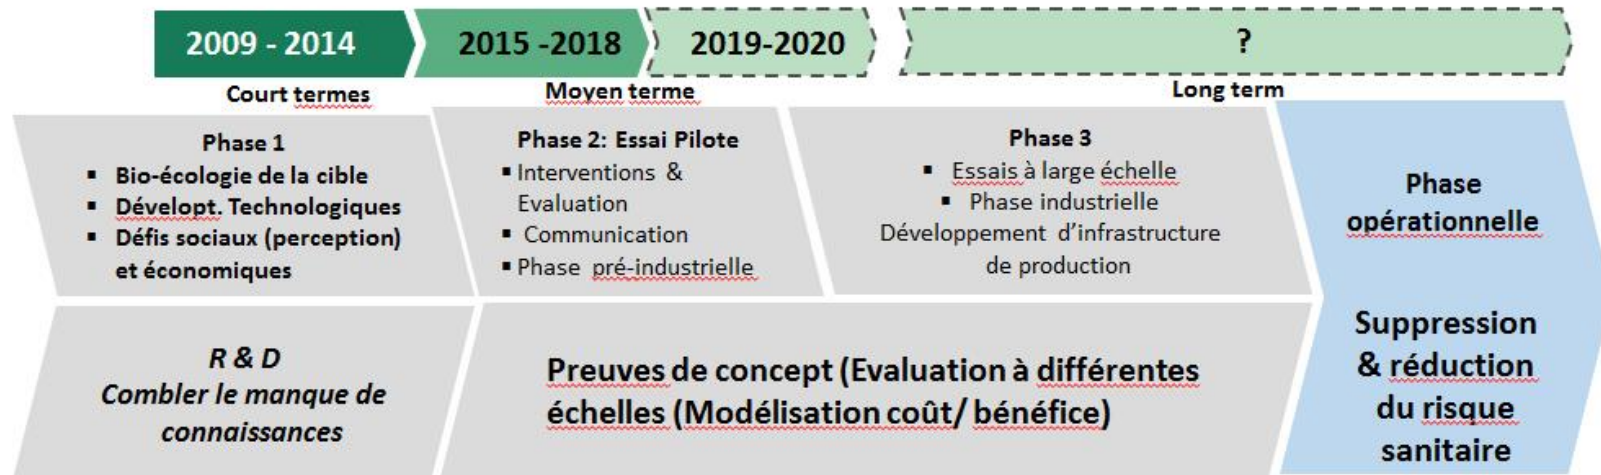 2009 - 2014
2015 -2018
2019-2020
?
Court termes
Moyen terme
Long term
Phase 1
▪ Bio-écologie de la cible
▪ Dévelopt. Technologiques
▪ Défis sociaux (perception)
et économiques
Phase 2: Essai Pilote
▪ Interventions &
Evaluation
▪ Communication
▪ Phase pré-industrielle
Phase 3
▪ Essais à large échelle
▪ Phase industrielle
Développement d’infrastructure
de production
Phase
opérationnelle
R & D
Combler le manque de
connaissances
Preuves de concept (Evaluation à différentes
échelles (Modélisation coût/ bénéfice)
Suppression
& réduction
du risque
sanitaire